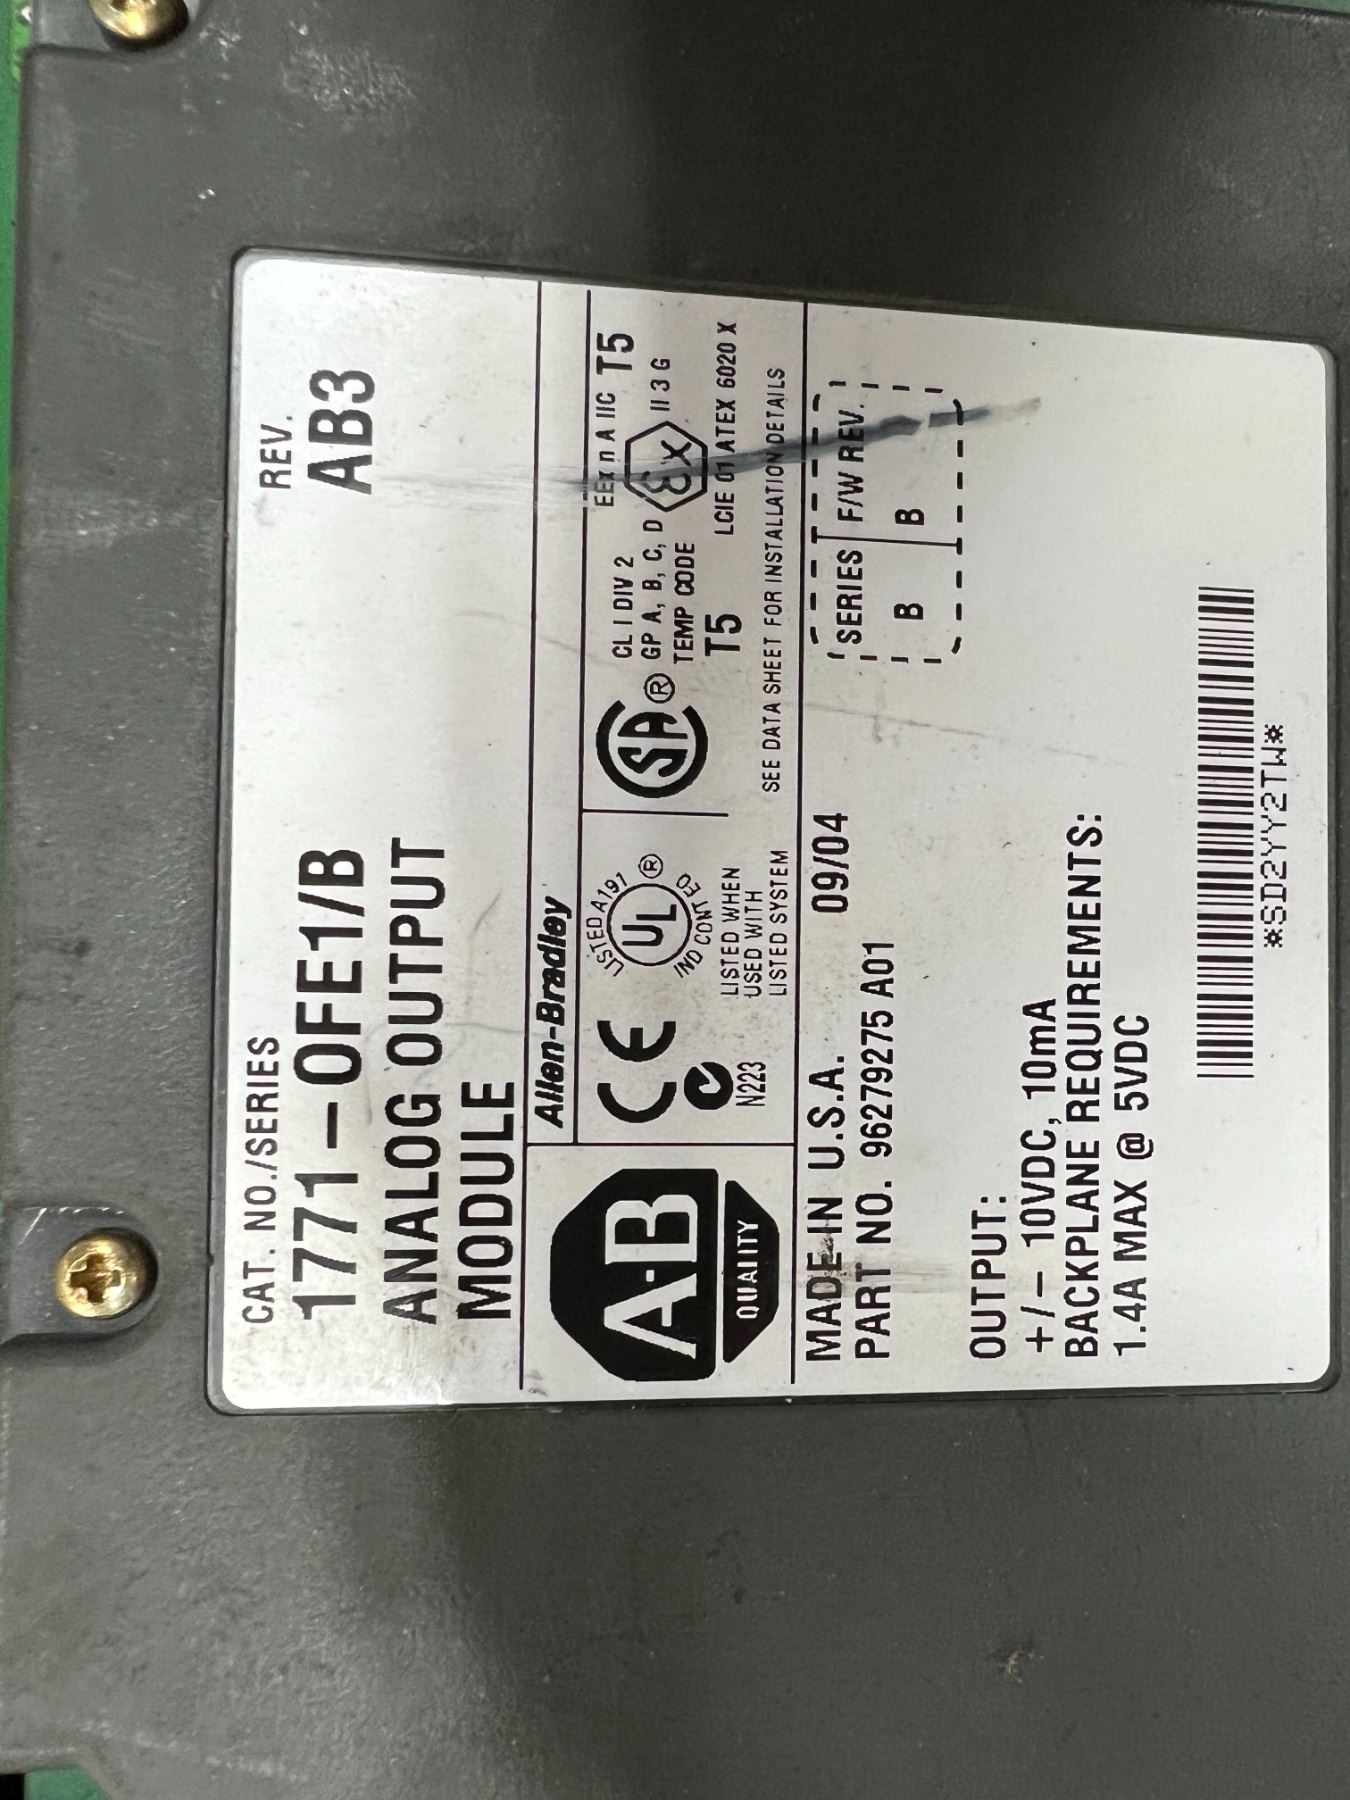 CAT. NO./SERIES
REV.
1771-OFE1/B
AB3
ANALOG OUTPUT
MODULE
Allen-Bradley
A-B
QUALITY
CE
N223
LISTED A191
UL ®
IND CONT EQ
LISTED WHEN
USED WITH
LISTED SYSTEM
SA ®
CL I DIV 2
GP A, B, C, D
TEMP CODE
T5
EEx n A IIC T5
Ex II 3 G
LCIE 01 ATEX 6020 X
SEE DATA SHEET FOR INSTALLATION DETAILS
MADE IN U.S.A. 09/04
PART NO. 96279275 A01
SERIES F/W REV.
B B
OUTPUT:
+/- 10VDC, 10mA
BACKPLANE REQUIREMENTS:
1.4A MAX @ 5VDC
*SD2YY2TW*